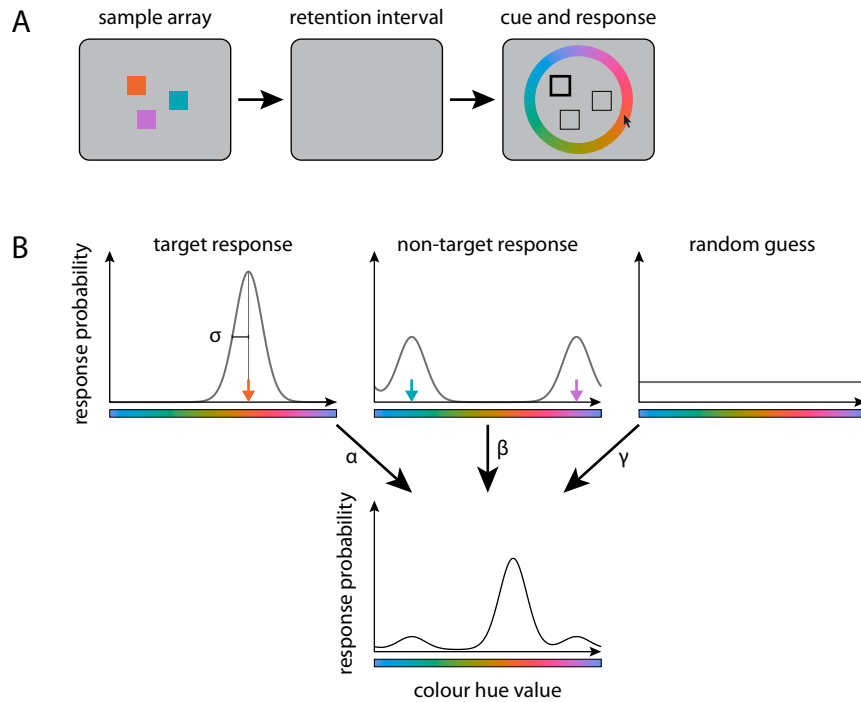 A
sample array
retention interval
cue and response
B
target response
non-target response
random guess
response probability
σ
α
β
γ
response probability
colour hue value